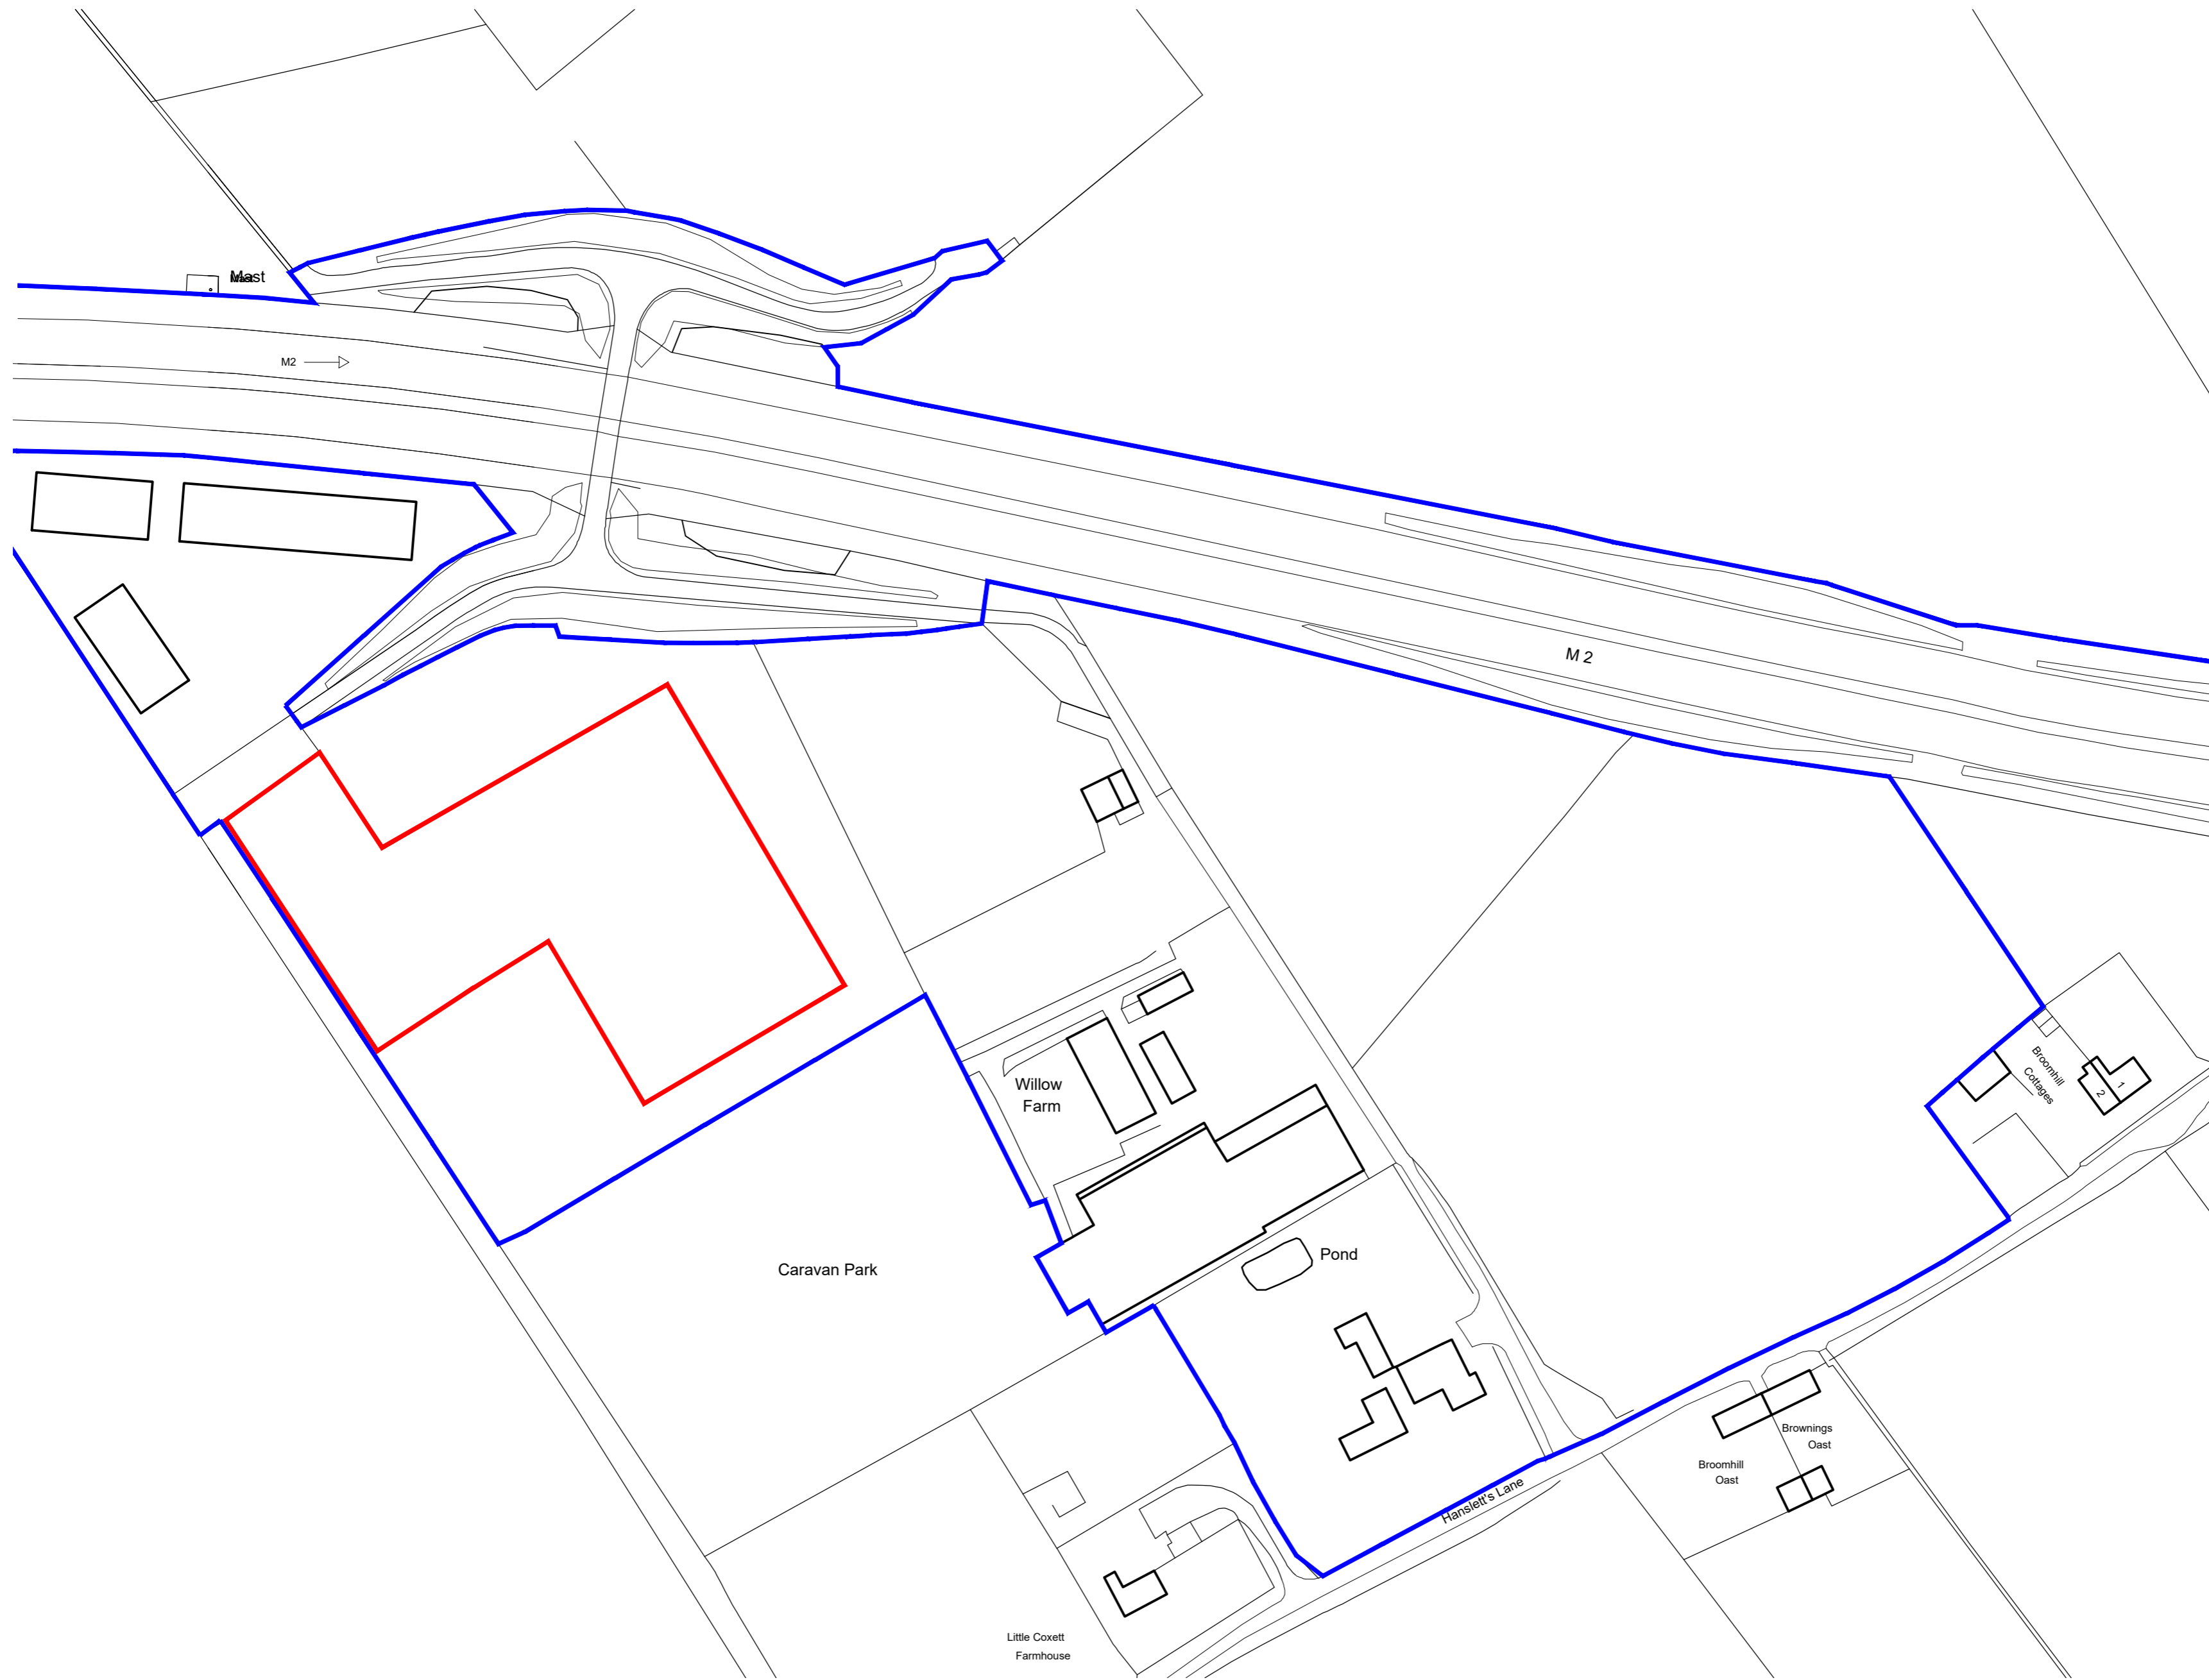 Mast
M2
M 2
Broomhill
Cottages
1
2
Willow
Farm
Pond
Caravan Park
Brownings
Oast
Broomhill
Oast
Hanslett's Lane
Little Coxett
Farmhouse